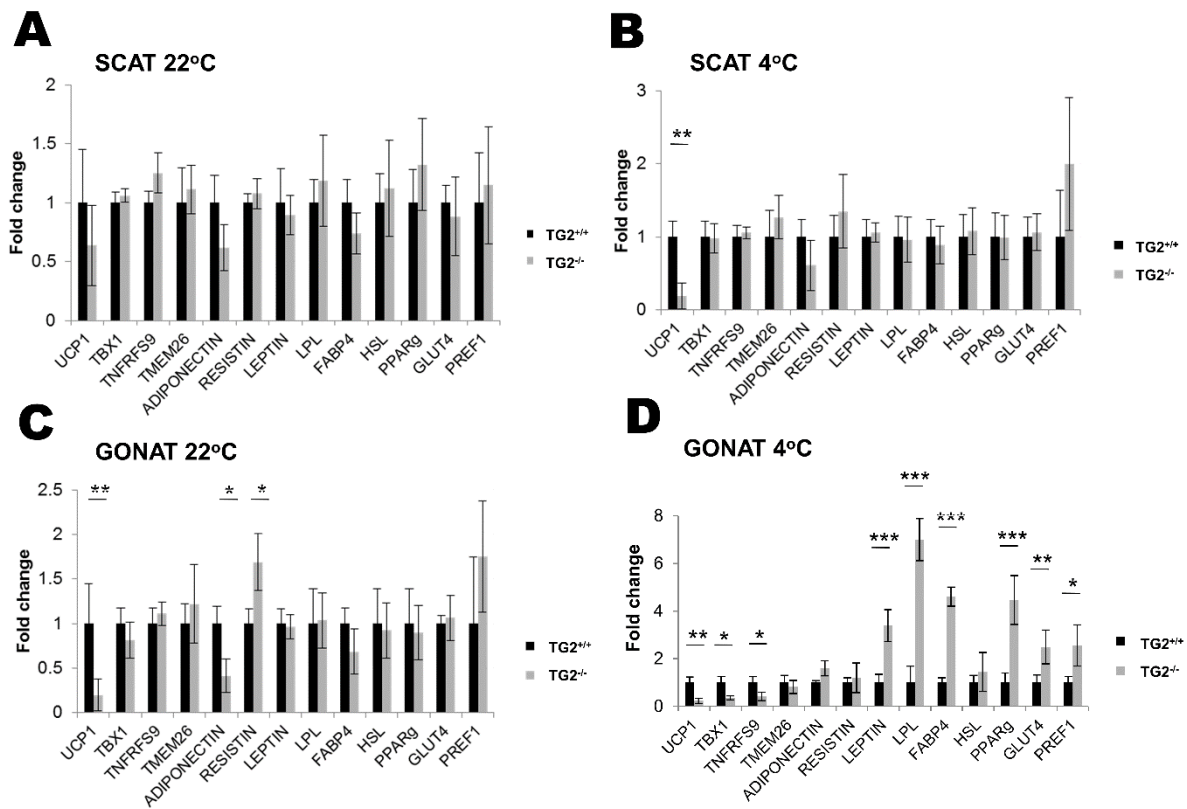 A
SCAT 22°C
Fold change
2
1.5
1
0.5
0
UCP1
TBX1
TNFRFS9
TMEM26
ADIPONECTIN
RESISTIN
LEPTIN
LPL
FABP4
HSL
PPARg
GLUT4
PREF1
TG2+/+
TG2-/-
B
SCAT 4°C
Fold change
3
2
1
0
**
UCP1
TBX1
TNFRFS9
TMEM26
ADIPONECTIN
RESISTIN
LEPTIN
LPL
FABP4
HSL
PPARg
GLUT4
PREF1
TG2+/+
TG2-/-
C
GONAT 22°C
Fold change
2.5
2
1.5
1
0.5
0
** * *
UCP1
TBX1
TNFRFS9
TMEM26
ADIPONECTIN
RESISTIN
LEPTIN
LPL
FABP4
HSL
PPARg
GLUT4
PREF1
TG2+/+
TG2-/-
D
GONAT 4°C
Fold change
8
6
4
2
0
** * * *** *** *** *** ** *
UCP1
TBX1
TNFRFS9
TMEM26
ADIPONECTIN
RESISTIN
LEPTIN
LPL
FABP4
HSL
PPARg
GLUT4
PREF1
TG2+/+
TG2-/-